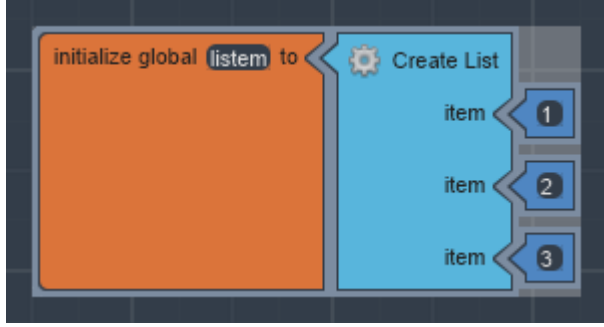 initialize global listem to Create List
item 1
item 2
item 3